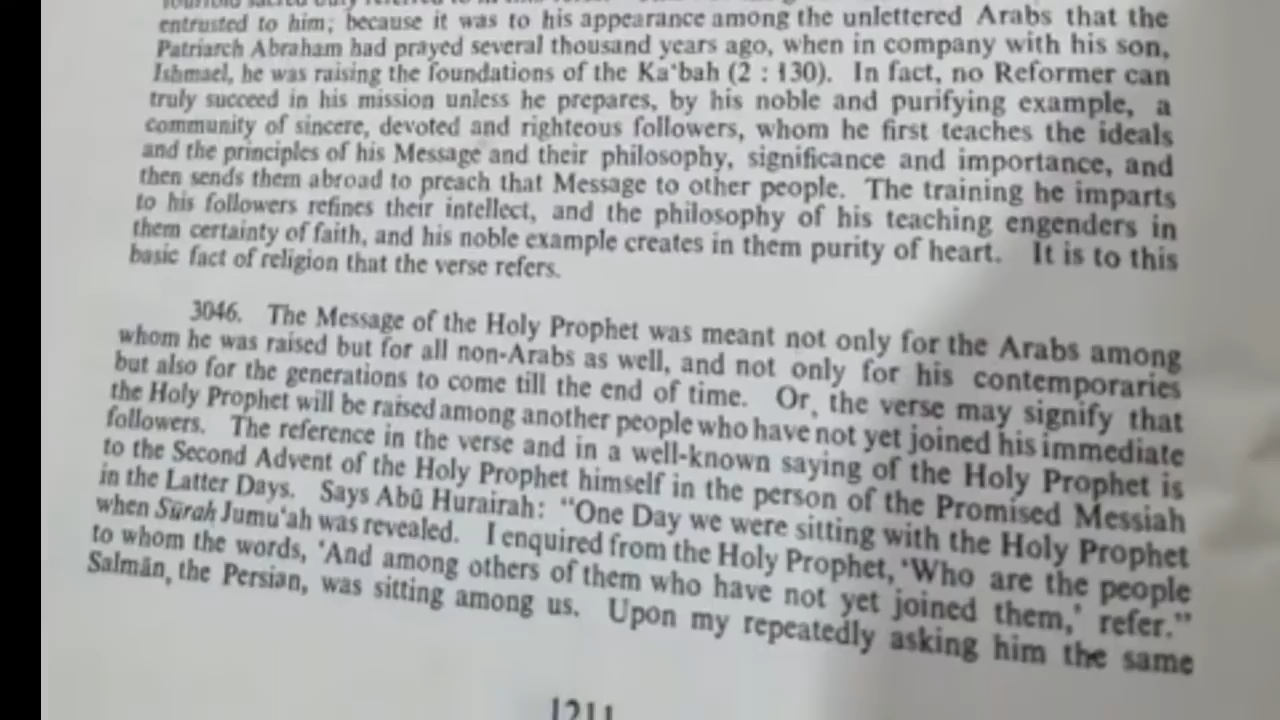 entrusted to him; because it was to his appearance among the unlettered Arabs that the
Patriarch Abraham had prayed several thousand years ago, when in company with his son,
Ishmael, he was raising the foundations of the Ka‘bah (2 : 130). In fact, no Reformer can
truly succeed in his mission unless he prepares, by his noble and purifying example, a
community of sincere, devoted and righteous followers, whom he first teaches the ideals
and the principles of his Message and their philosophy, significance and importance, and
then sends them abroad to preach that Message to other people. The training he imparts
to his followers refines their intellect, and the philosophy of his teaching engenders in
them certainty of faith, and his noble example creates in them purity of heart. It is to this
basic fact of religion that the verse refers.
3046. The Message of the Holy Prophet was meant not only for the Arabs among
whom he was raised but for all non-Arabs as well, and not only for his contemporaries
but also for the generations to come till the end of time. Or, the verse may signify that
the Holy Prophet will be raised among another people who have not yet joined his immediate
followers. The reference in the verse and in a well-known saying of the Holy Prophet is
to the Second Advent of the Holy Prophet himself in the person of the Promised Messiah
in the Latter Days. Says Abū Hurairah: “One Day we were sitting with the Holy Prophet
when Sūrah Jumu‘ah was revealed. I enquired from the Holy Prophet, ‘Who are the people
to whom the words, ‘And among others of them who have not yet joined them,’ refer.”
Salmān, the Persian, was sitting among us. Upon my repeatedly asking him the same
1211